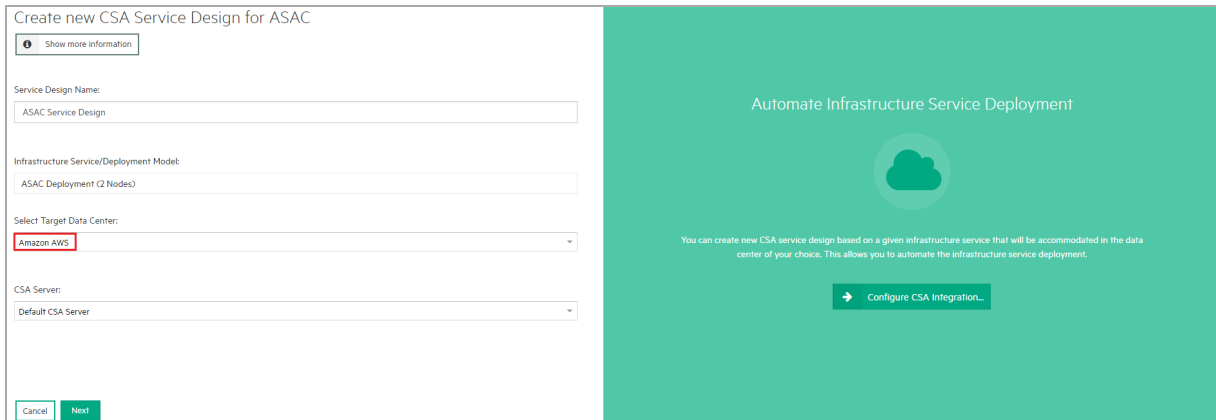 Create new CSA Service Design for ASAC
Show more information
Service Design Name:
ASAC Service Design
Infrastructure Service/Deployment Model:
ASAC Deployment (2 Nodes)
Select Target Data Center:
Amazon AWS
CSA Server:
Default CSA Server
Cancel
Next
Automate Infrastructure Service Deployment
You can create new CSA service design based on a given infrastructure service that will be accommodated in the data
center of your choice. This allows you to automate the infrastructure service deployment.
Configure CSA Integration...